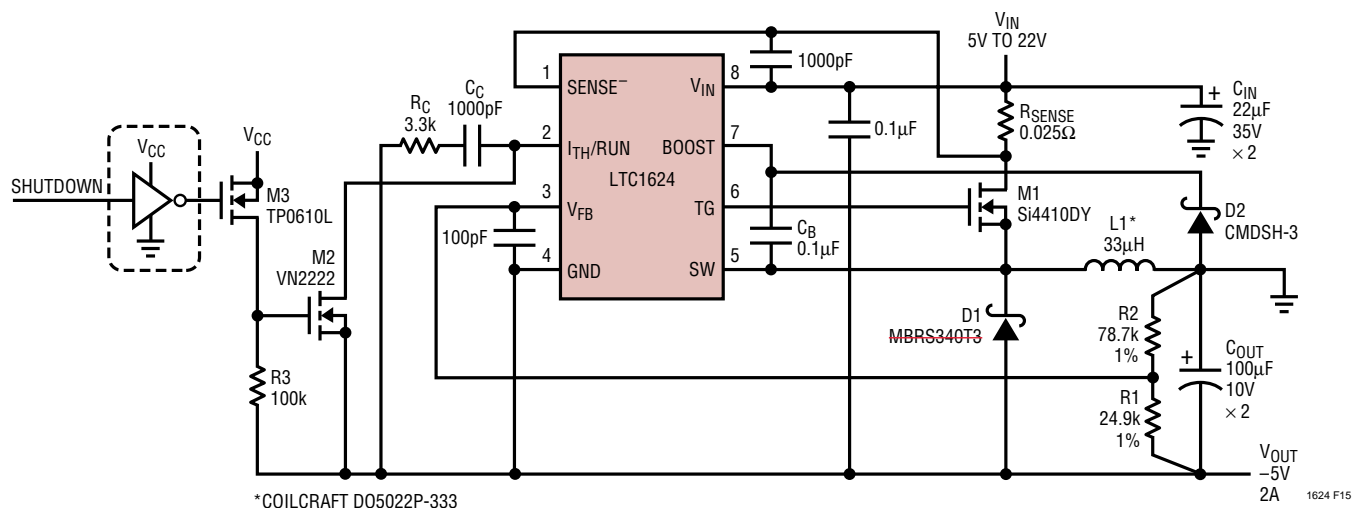 VIN
5V TO 22V
1000pF
1
SENSE−
VIN
8
CIN
22µF
35V
× 2
+
RSENSE
0.025Ω
0.1µF
CC
1000pF
RC
3.3k
2
ITH/RUN
BOOST
7
LTC1624
VCC
VCC
SHUTDOWN
M3
TP0610L
3
VFB
TG
6
M1
Si4410DY
D2
CMDSH-3
100pF
CB
0.1µF
L1*
33µH
4
GND
SW
5
M2
VN2222
D1
MBRS340T3
R2
78.7k
1%
+
COUT
100µF
10V
× 2
R3
100k
R1
24.9k
1%
VOUT
–5V
2A
*COILCRAFT DO5022P-333
1624 F15